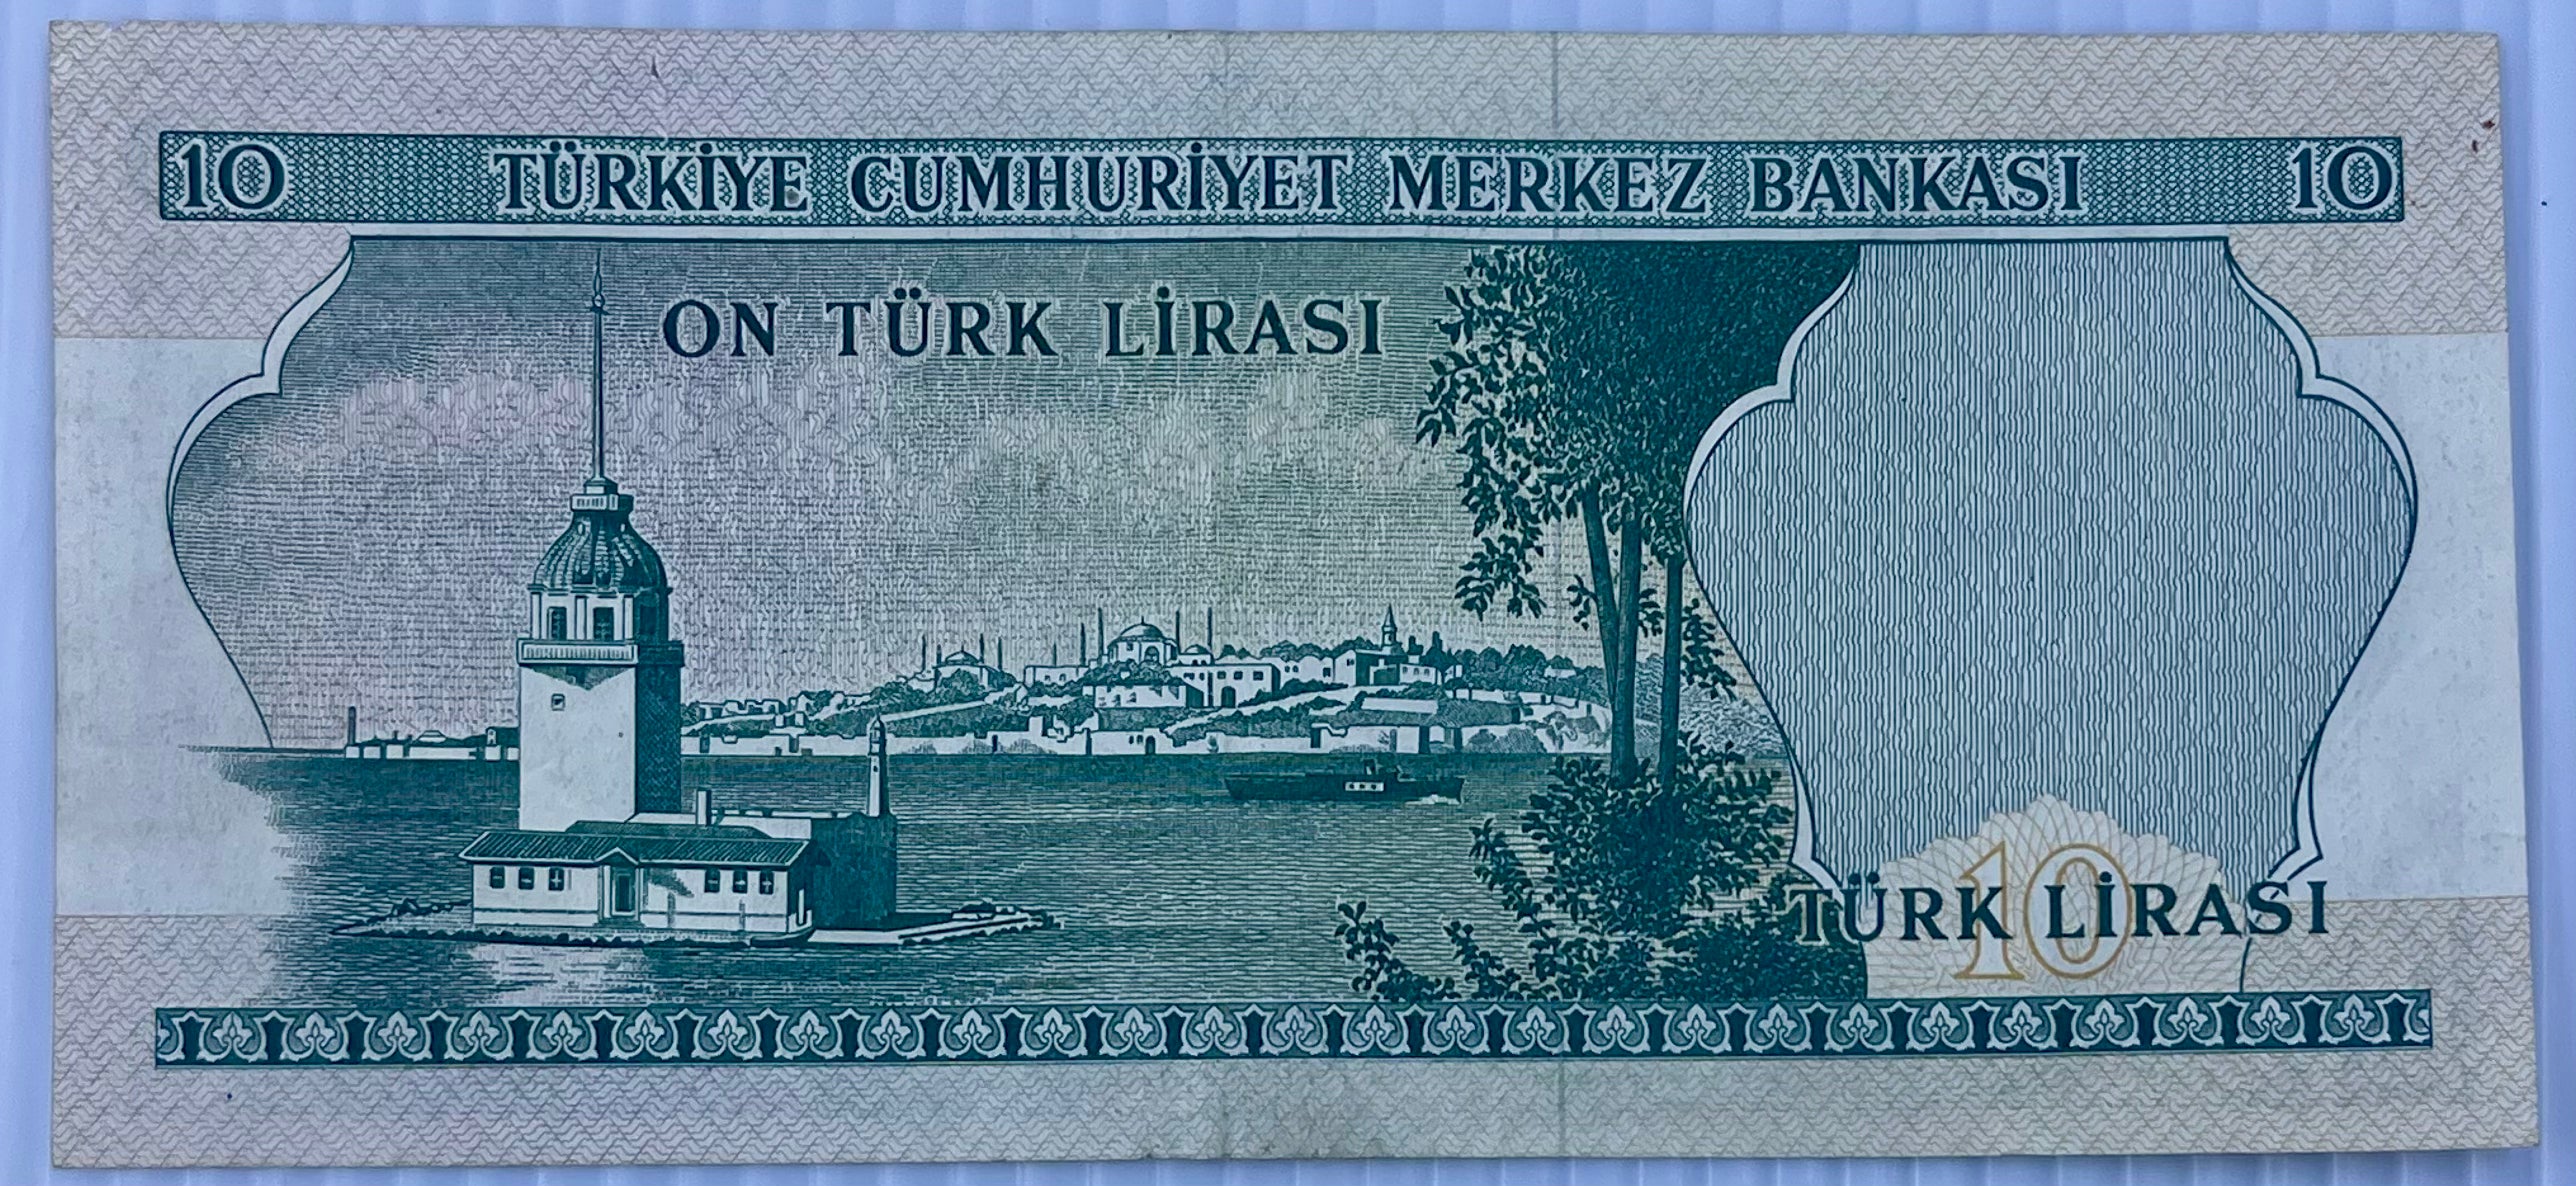 10 TÜRKİYE CUMHURİYET MERKEZ BANKASI 10
ON TÜRK LİRASI
10
TÜRK LİRASI